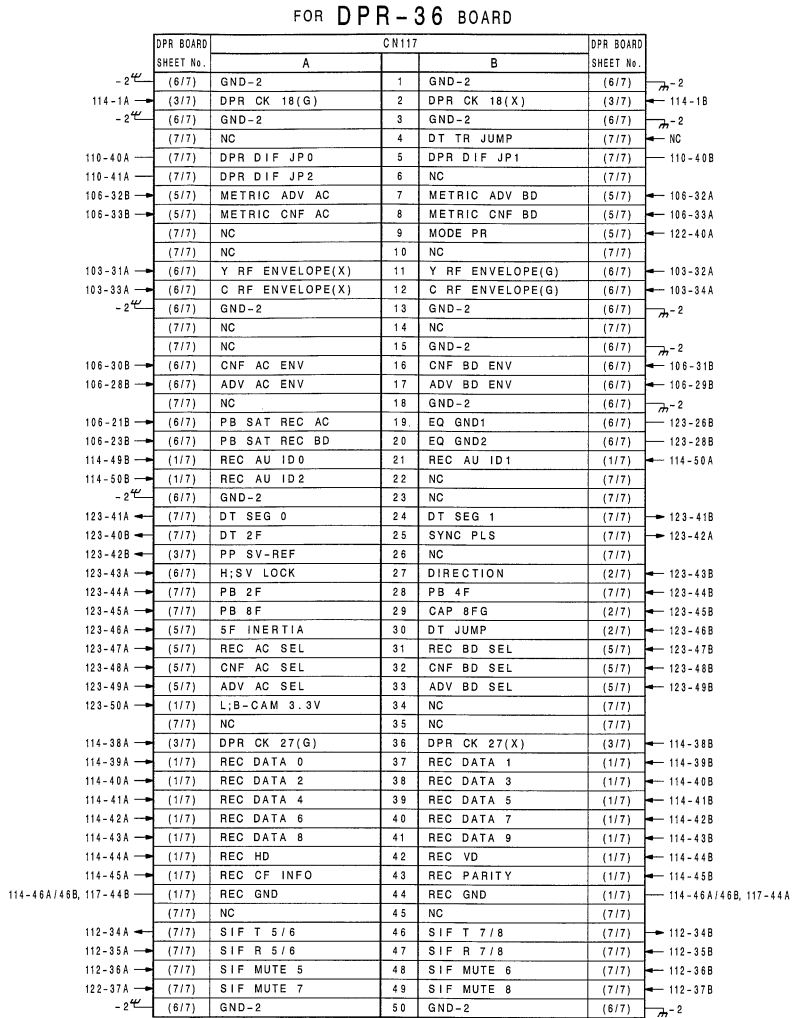 FOR DPR-36 BOARD
DPR BOARD CN117 DPR BOARD
SHEET No. A B SHEET No.
-2 (6/7) GND-2 1 GND-2 (6/7) -2
114-1A (3/7) DPR CK 18(G) 2 DPR CK 18(X) (3/7) 114-1B
-2 (6/7) GND-2 3 GND-2 (6/7) -2
(7/7) NC 4 DT TR JUMP (7/7) NC
110-40A (7/7) DPR DIF JP0 5 DPR DIF JP1 (7/7) 110-40B
110-41A (7/7) DPR DIF JP2 6 NC (7/7)
106-32B (5/7) METRIC ADV AC 7 METRIC ADV BD (5/7) 106-32A
106-33B (5/7) METRIC CNF AC 8 METRIC CNF BD (5/7) 106-33A
(7/7) NC 9 MODE PR (5/7) 122-40A
(7/7) NC 10 NC (7/7)
103-31A (6/7) Y RF ENVELOPE(X) 11 Y RF ENVELOPE(G) (6/7) 103-32A
103-33A (6/7) C RF ENVELOPE(X) 12 C RF ENVELOPE(G) (6/7) 103-34A
-2 (6/7) GND-2 13 GND-2 (6/7) -2
(7/7) NC 14 NC (7/7)
(7/7) NC 15 GND-2 (6/7) -2
106-30B (6/7) CNF AC ENV 16 CNF BD ENV (6/7) 106-31B
106-28B (6/7) ADV AC ENV 17 ADV BD ENV (6/7) 106-29B
(7/7) NC 18 GND-2 (6/7) -2
106-21B (6/7) PB SAT REC AC 19 EQ GND1 (6/7) 123-26B
106-23B (6/7) PB SAT REC BD 20 EQ GND2 (6/7) 123-28B
114-49B (1/7) REC AU ID0 21 REC AU ID1 (1/7) 114-50A
114-50B (1/7) REC AU ID2 22 NC (7/7)
-2 (6/7) GND-2 23 NC (7/7)
123-41A (7/7) DT SEG 0 24 DT SEG 1 (7/7) 123-41B
123-40B (7/7) DT 2F 25 SYNC PLS (7/7) 123-42A
123-42B (3/7) PP SV-REF 26 NC (7/7)
123-43A (6/7) H;SV LOCK 27 DIRECTION (2/7) 123-43B
123-44A (7/7) PB 2F 28 PB 4F (7/7) 123-44B
123-45A (7/7) PB 8F 29 CAP 8FG (2/7) 123-45B
123-46A (5/7) 5F INERTIA 30 DT JUMP (2/7) 123-46B
123-47A (5/7) REC AC SEL 31 REC BD SEL (5/7) 123-47B
123-48A (5/7) CNF AC SEL 32 CNF BD SEL (5/7) 123-48B
123-49A (5/7) ADV AC SEL 33 ADV BD SEL (5/7) 123-49B
123-50A (1/7) L;B-CAM 3.3V 34 NC (7/7)
(7/7) NC 35 NC (7/7)
114-38A (3/7) DPR CK 27(G) 36 DPR CK 27(X) (3/7) 114-38B
114-39A (1/7) REC DATA 0 37 REC DATA 1 (1/7) 114-39B
114-40A (1/7) REC DATA 2 38 REC DATA 3 (1/7) 114-40B
114-41A (1/7) REC DATA 4 39 REC DATA 5 (1/7) 114-41B
114-42A (1/7) REC DATA 6 40 REC DATA 7 (1/7) 114-42B
114-43A (1/7) REC DATA 8 41 REC DATA 9 (1/7) 114-43B
114-44A (1/7) REC HD 42 REC VD (1/7) 114-44B
114-45A (1/7) REC CF INFO 43 REC PARITY (1/7) 114-45B
114-46A/46B, 117-44B (1/7) REC GND 44 REC GND (1/7) 114-46A/46B, 117-44A
(7/7) NC 45 NC (7/7)
112-34A (7/7) SIF T 5/6 46 SIF T 7/8 (7/7) 112-34B
112-35A (7/7) SIF R 5/6 47 SIF R 7/8 (7/7) 112-35B
112-36A (7/7) SIF MUTE 5 48 SIF MUTE 6 (7/7) 112-36B
122-37A (7/7) SIF MUTE 7 49 SIF MUTE 8 (7/7) 112-37B
-2 (6/7) GND-2 50 GND-2 (6/7) -2